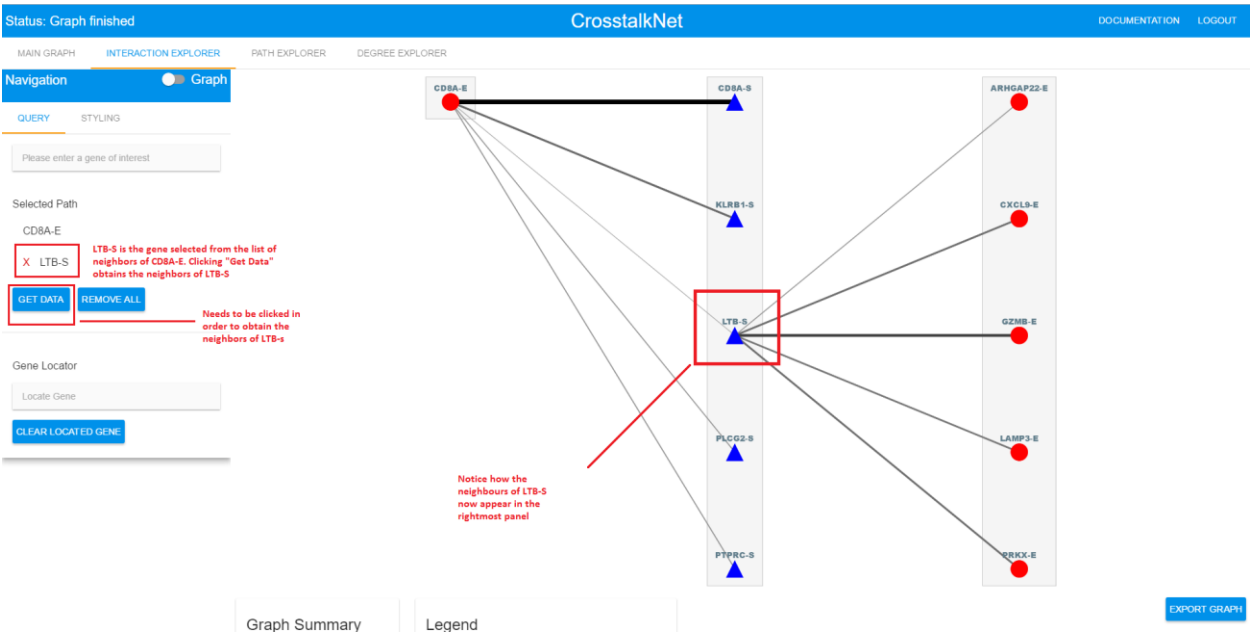 Status: Graph finished
CrosstalkNet
DOCUMENTATION
LOGOUT
MAIN GRAPH
INTERACTION EXPLORER
PATH EXPLORER
DEGREE EXPLORER
Navigation
Graph
QUERY
STYLING
Please enter a gene of interest
Selected Path
CD8A-E
X LTB-S
LTB-S is the gene selected from the list of
neighbors of CD8A-E. Clicking "Get Data"
obtains the neighbors of LTB-S
GET DATA
REMOVE ALL
Needs to be clicked in
order to obtain the
neighbors of LTB-s
Gene Locator
Locate Gene
CLEAR LOCATED GENE
CD8A-E
CD8A-S
ARHGAP22-E
KLRB1-S
CXCL9-E
LTB-S
GZMB-E
PLCG2-S
LAMP3-E
Notice how the
neighbours of LTB-S
now appear in the
rightmost panel
PTPRC-S
PRKX-E
Graph Summary
Legend
EXPORT GRAPH